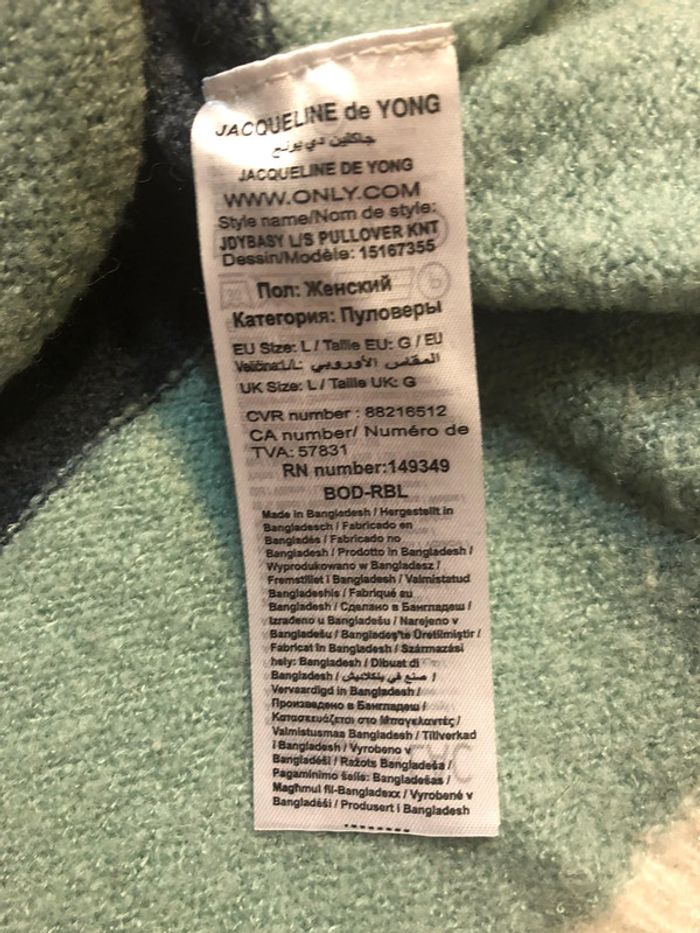 JACQUELINE de YONG
جاكلين دي يونج
JACQUELINE DE YONG
WWW.ONLY.COM
Style name/Nom de style:
JDYBASY L/S PULLOVER KNT
Dessin/Modèle: 15167355
Пол: Женский
Категория: Пуловеры
EU Size: L / Taille EU: G / EU
Veličina:L/L: المقاس الأوروبي
UK Size: L / Taille UK: G
CVR number : 88216512
CA number/ Numéro de
TVA: 57831
RN number:149349
BOD-RBL
Made in Bangladesh / Hergestellt in
Bangladesch / Fabricado en
Bangladés / Fabricado no
Bangladesh / Prodotto in Bangladesh /
Wyprodukowano w Bangladesz /
Fremstillet i Bangladesh / Valmistatud
Bangladeshis / Fabriqué au
Bangladesh / Сделано в Бангладеш /
Izrađeno u Bangladešu / Narejeno v
Bangladešu / Bangladeş'te Üretilmiştir /
Fabricat în Bangladesh / Származási
hely: Bangladesh / Dibuat di
Bangladesh / صنع في بنكلاديش /
Vervaardigd in Bangladesh /
Произведено в Бангладеш /
Κατασκευάζεται στο Μπαγκλαντές /
Valmistusmaa Bangladesh / Tillverkad
i Bangladesh / Vyrobeno v
Bangladéši / Ražots Bangladeša /
Pagaminimo šalis: Bangladešas /
Magħmul fil-Bangladexx / Vyrobené v
Bangladéši / Produsert i Bangladesh